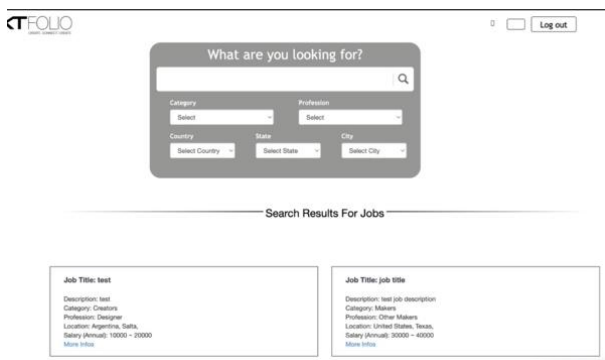 KTFOLIO
Log out
What are you looking for?
Category
Profession
Select
Select
Country
State
City
Select Country
Select State
Select City
Search Results For Jobs
Job Title: test
Description: test
Category: Creators
Profession: Designer
Location: Argentina, Salta,
Salary (Annual): 10000 ~ 20000
More Infos
Job Title: job title
Description: test job description
Category: Makers
Profession: Other Makers
Location: United States, Texas,
Salary (Annual): 30000 ~ 40000
More Infos